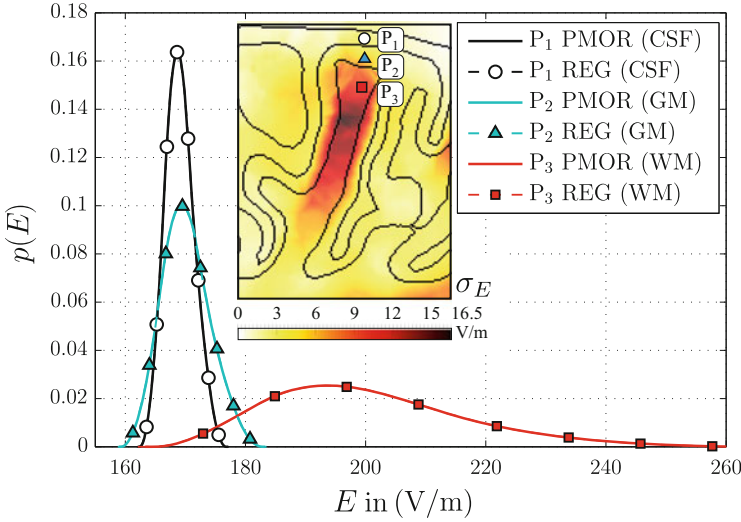 0.18
0.16
0.14
0.12
0.1
0.08
0.06
0.04
0.02
0
p(E)
160
180
200
220
240
260
E in (V/m)
P₁
P₂
P₃
σ_E
0 3 6 9 12 15 16.5
V/m
P₁ PMOR (CSF)
P₁ REG (CSF)
P₂ PMOR (GM)
P₂ REG (GM)
P₃ PMOR (WM)
P₃ REG (WM)